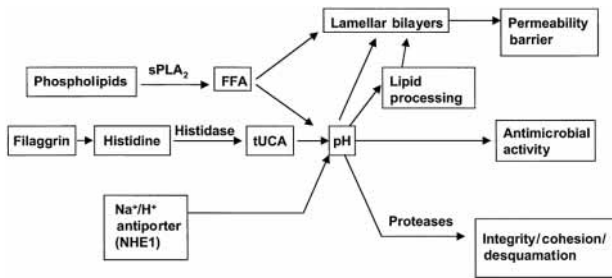 Lamellar bilayers
Permeability
barrier
Phospholipids
sPLA₂
FFA
Lipid
processing
Filaggrin
Histidine
Histidase
tUCA
pH
Antimicrobial
activity
Na⁺/H⁺
antiporter
(NHE1)
Proteases
Integrity/cohesion/
desquamation